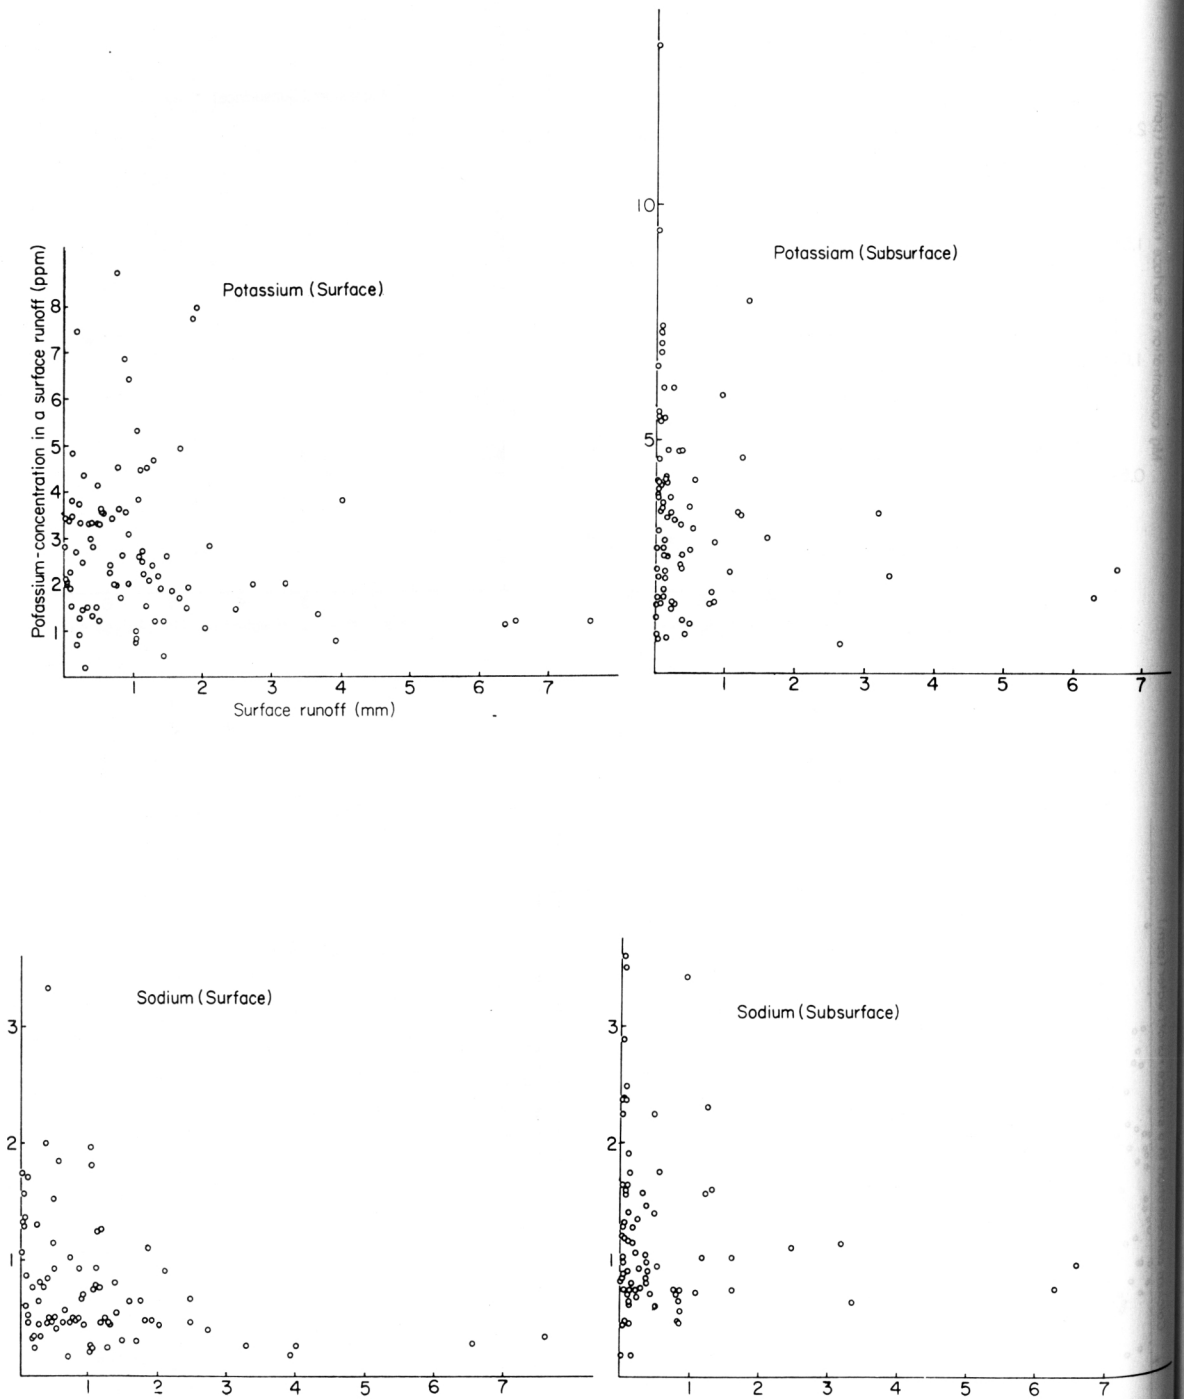 Potassium-concentration in a surface runoff (ppm)
Potassium (Surface)
8
7
6
5
4
3
2
1
1 2 3 4 5 6 7
Surface runoff (mm)
Potassiam (Subsurface)
10
5
1 2 3 4 5 6 7
Sodium (Surface)
3
2
1
1 2 3 4 5 6 7
Sodium (Subsurface)
3
2
1
1 2 3 4 5 6 7